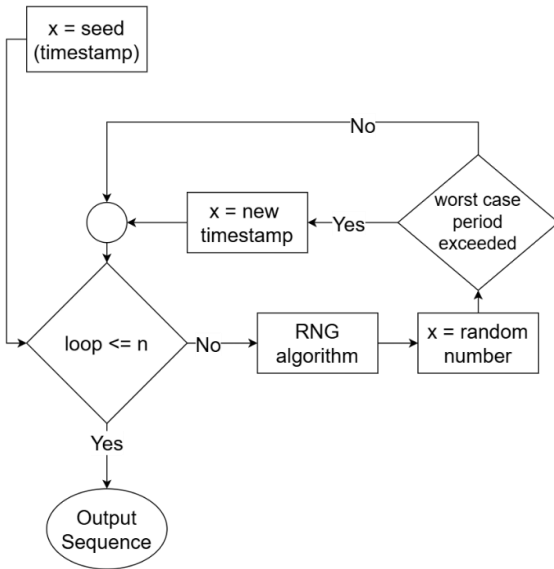 x = seed
(timestamp)
No
x = new
timestamp
Yes
worst case
period
exceeded
loop <= n
No
RNG
algorithm
x = random
number
Yes
Output
Sequence